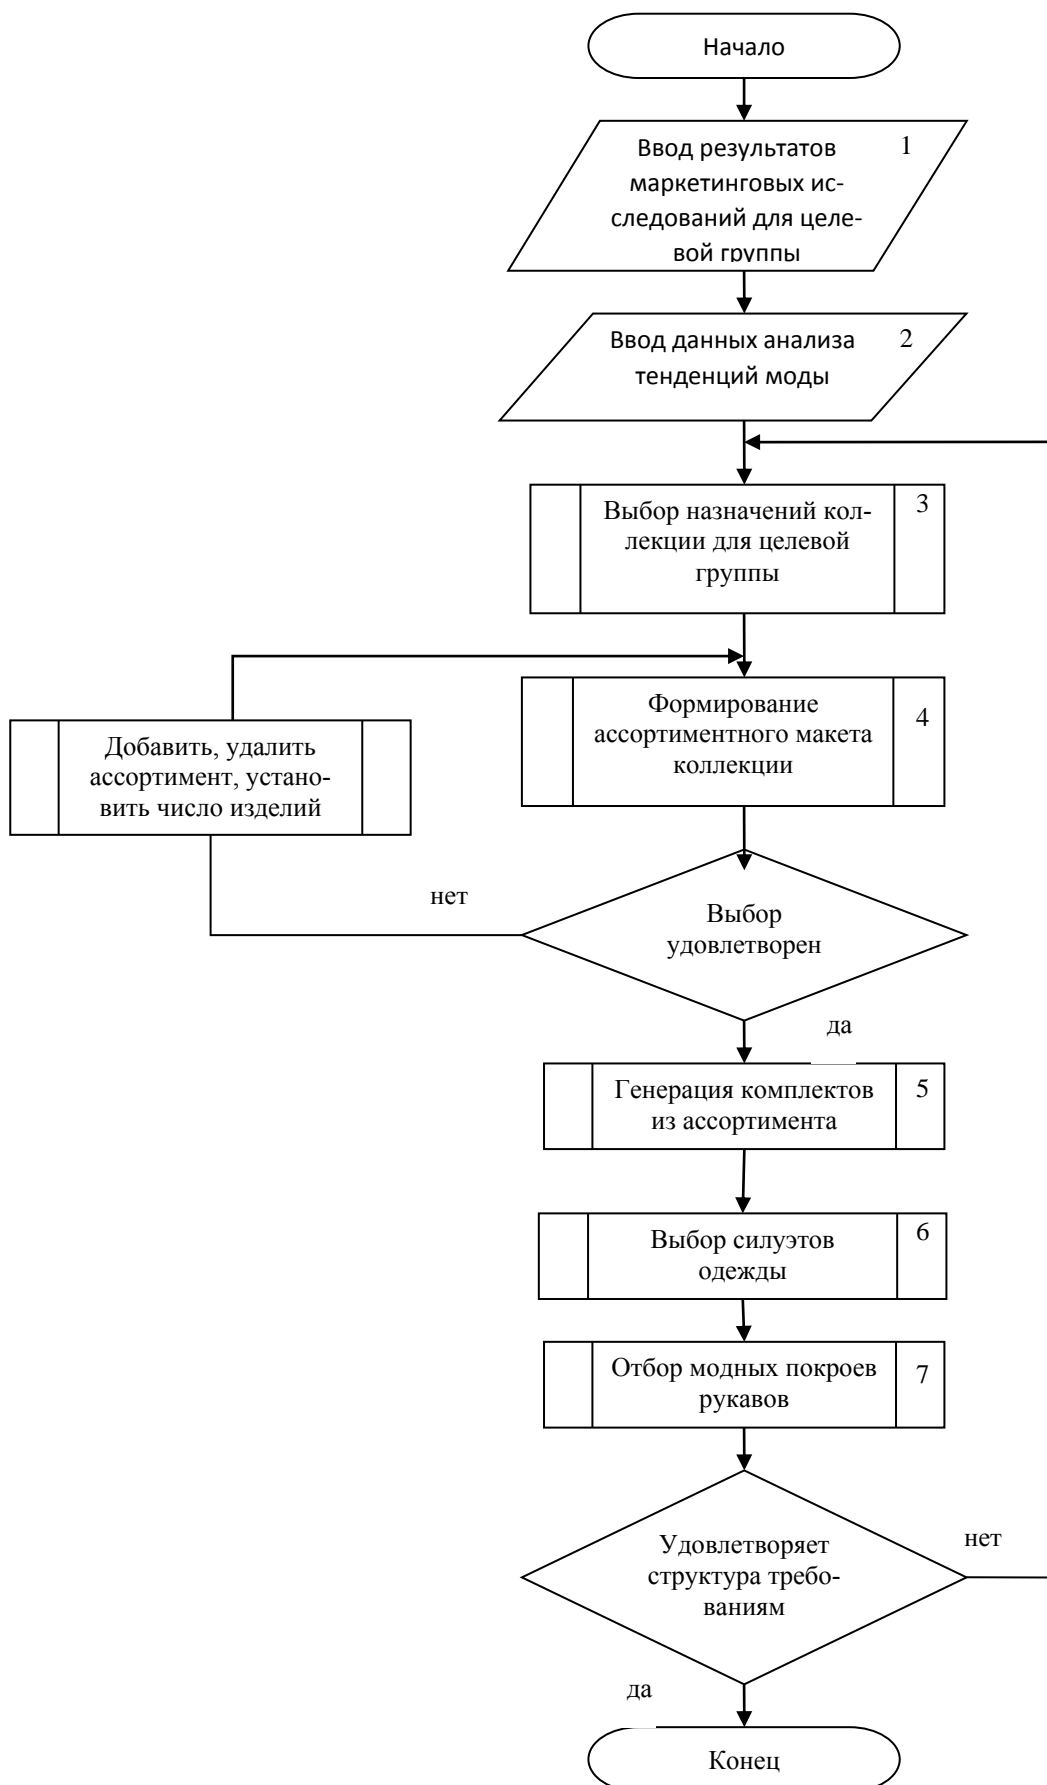 Начало
1
Ввод результатов
маркетинговых ис-
следований для целе-
вой группы
2
Ввод данных анализа
тенденций моды
3
Выбор назначений кол-
лекции для целевой
группы
4
Формирование
ассортиментного макета
коллекции
Добавить, удалить
ассортимент, устано-
вить число изделий
нет
Выбор
удовлетворен
да
5
Генерация комплектов
из ассортимента
6
Выбор силуэтов
одежды
7
Отбор модных покроев
рукавов
Удовлетворяет
структура требо-
ваниям
нет
да
Конец